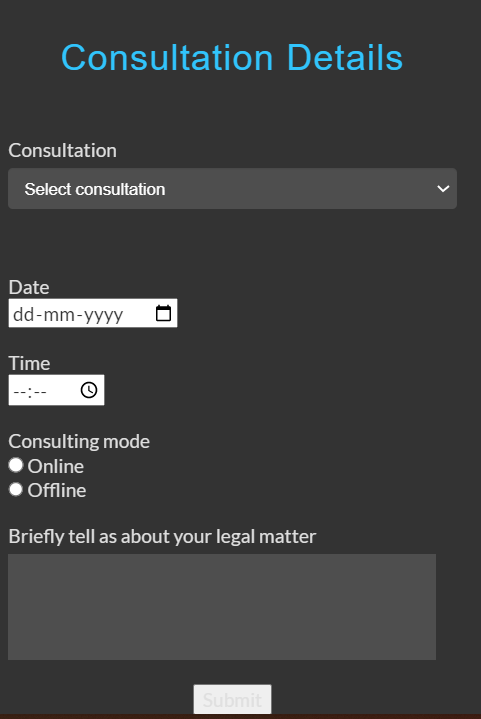 Consultation Details
Consultation
Select consultation
Date
dd-mm-yyyy
Time
--:--
Consulting mode
Online
Offline
Briefly tell as about your legal matter
Submit